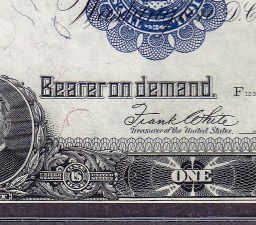 D.C.
Bearer on demand,
F
Frank White
Treasurer of the United States.
US
ONE